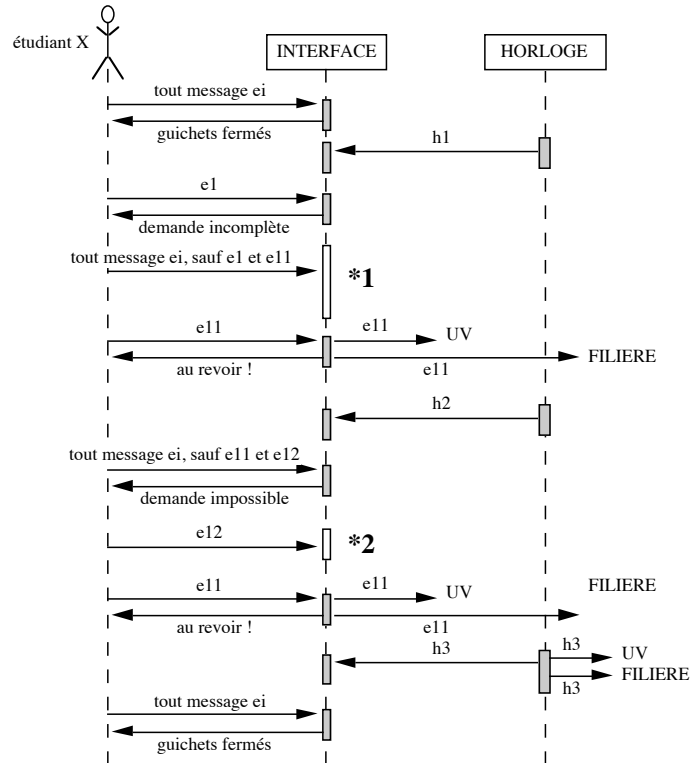 étudiant X
INTERFACE
HORLOGE
tout message ei
guichets fermés
h1
e1
demande incomplète
tout message ei, sauf e1 et e11
*1
e11
e11
UV
au revoir !
e11
FILIERE
h2
tout message ei, sauf e11 et e12
demande impossible
e12
*2
e11
e11
UV
FILIERE
au revoir !
e11
h3
h3
UV
FILIERE
h3
tout message ei
guichets fermés